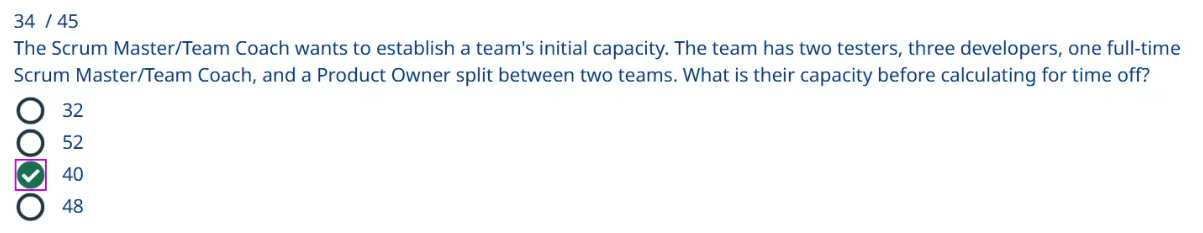 34 / 45
The Scrum Master/Team Coach wants to establish a team's initial capacity. The team has two testers, three developers, one full-time
Scrum Master/Team Coach, and a Product Owner split between two teams. What is their capacity before calculating for time off?
32
52
40
48